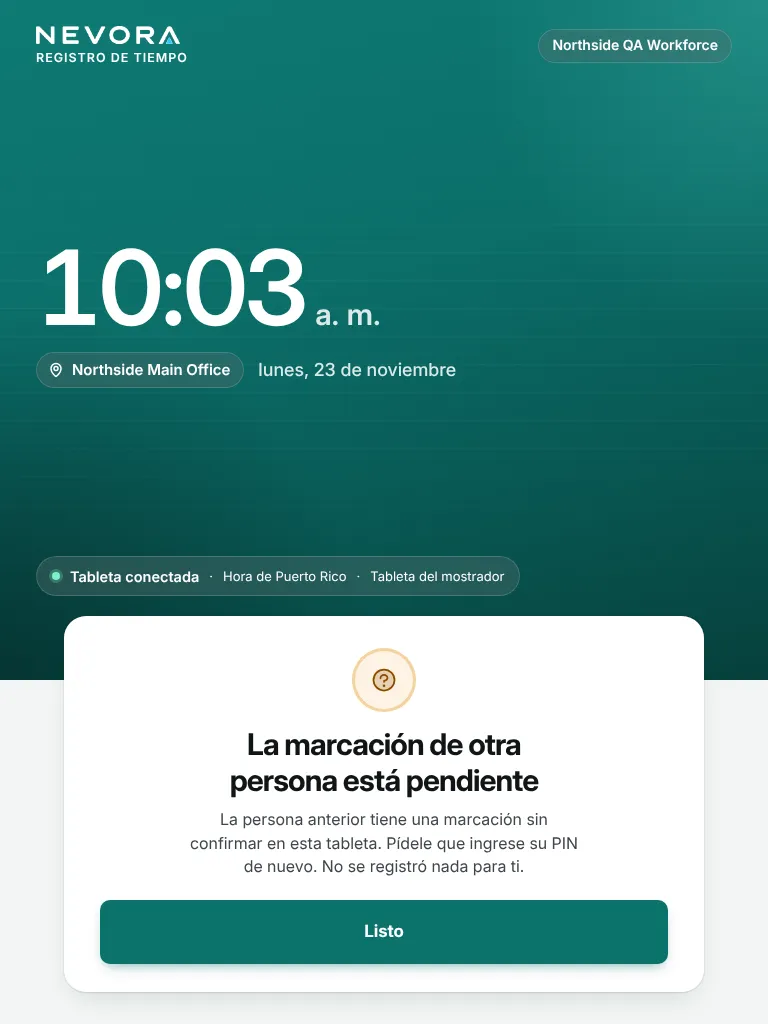 NEVORA
REGISTRO DE TIEMPO
Northside QA Workforce
10:03 a. m.
Northside Main Office
lunes, 23 de noviembre
Tableta conectada · Hora de Puerto Rico · Tableta del mostrador
?
La marcación de otra
persona está pendiente
La persona anterior tiene una marcación sin
confirmar en esta tableta. Pídele que ingrese su PIN
de nuevo. No se registró nada para ti.
Listo